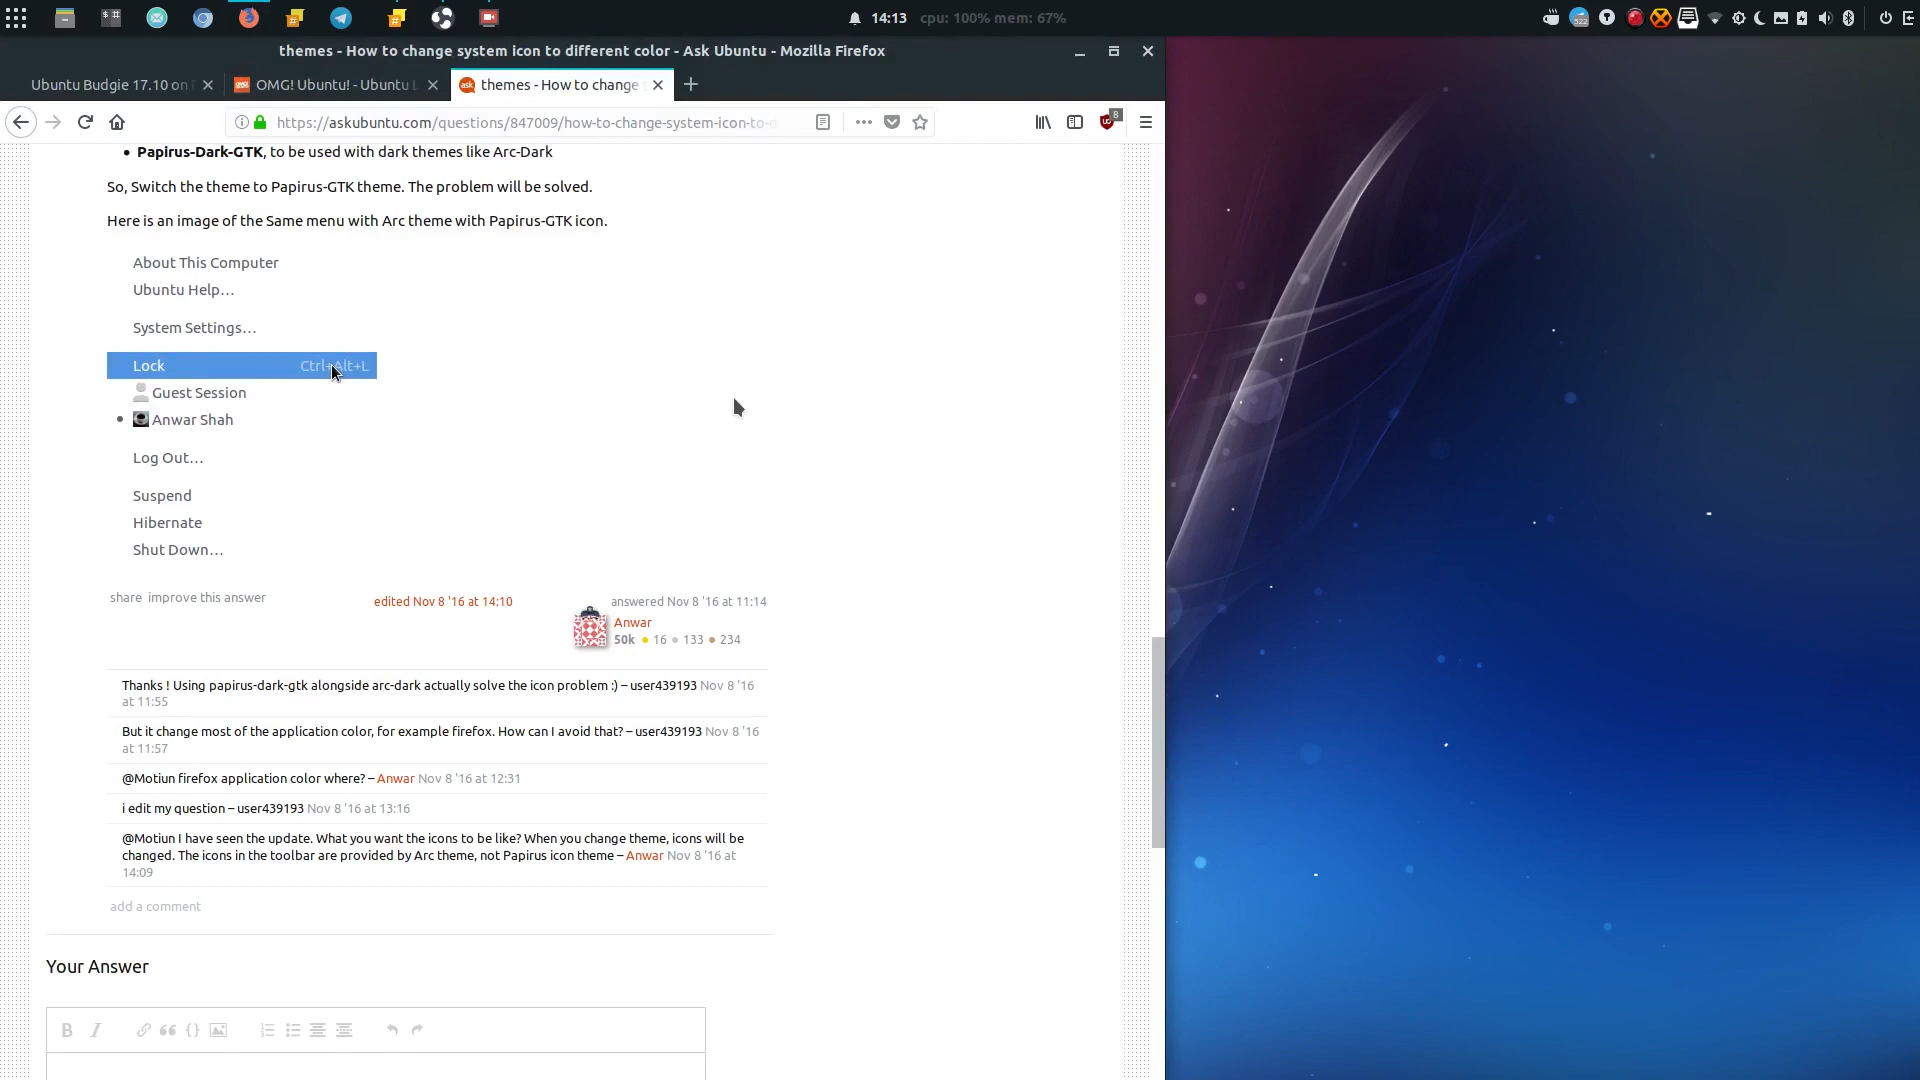 14:13 cpu: 100% mem: 67%
themes - How to change system icon to different color - Ask Ubuntu - Mozilla Firefox
Ubuntu Budgie 17.10 on
OMG! Ubuntu! - Ubuntu
themes - How to change
https://askubuntu.com/questions/847009/how-to-change-system-icon-to-d
8
522
• Papirus-Dark-GTK, to be used with dark themes like Arc-Dark
So, Switch the theme to Papirus-GTK theme. The problem will be solved.
Here is an image of the Same menu with Arc theme with Papirus-GTK icon.
About This Computer
Ubuntu Help...
System Settings...
Lock Ctrl+Alt+L
Guest Session
Anwar Shah
Log Out...
Suspend
Hibernate
Shut Down...
share improve this answer
edited Nov 8 '16 at 14:10
answered Nov 8 '16 at 11:14
Anwar
50k ● 16 ● 133 ● 234
Thanks ! Using papirus-dark-gtk alongside arc-dark actually solve the icon problem :) – user439193 Nov 8 '16
at 11:55
But it change most of the application color, for example firefox. How can I avoid that? – user439193 Nov 8 '16
at 11:57
@Motiun firefox application color where? – Anwar Nov 8 '16 at 12:31
i edit my question – user439193 Nov 8 '16 at 13:16
@Motiun I have seen the update. What you want the icons to be like? When you change theme, icons will be
changed. The icons in the toolbar are provided by Arc theme, not Papirus icon theme – Anwar Nov 8 '16 at
14:09
add a comment
Your Answer
B I